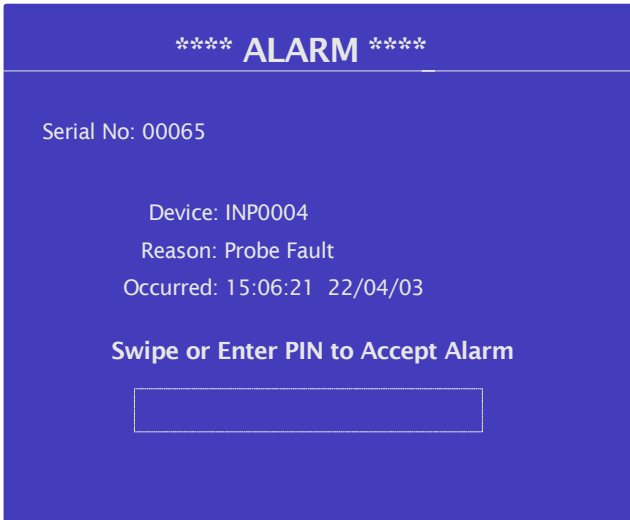 **** ALARM ****
Serial No: 00065
Device: INP0004
Reason: Probe Fault
Occurred: 15:06:21  22/04/03
Swipe or Enter PIN to Accept Alarm